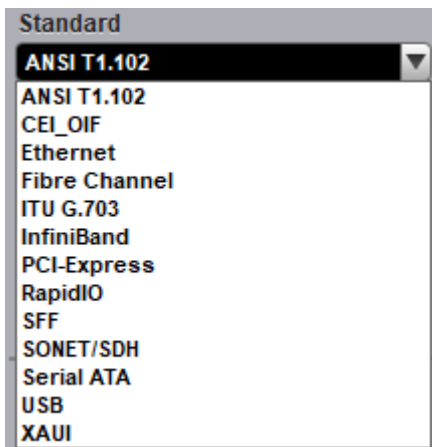 Standard
ANSI T1.102
ANSI T1.102
CEI_OIF
Ethernet
Fibre Channel
ITU G.703
InfiniBand
PCI-Express
RapidIO
SFF
SONET/SDH
Serial ATA
USB
XAUI